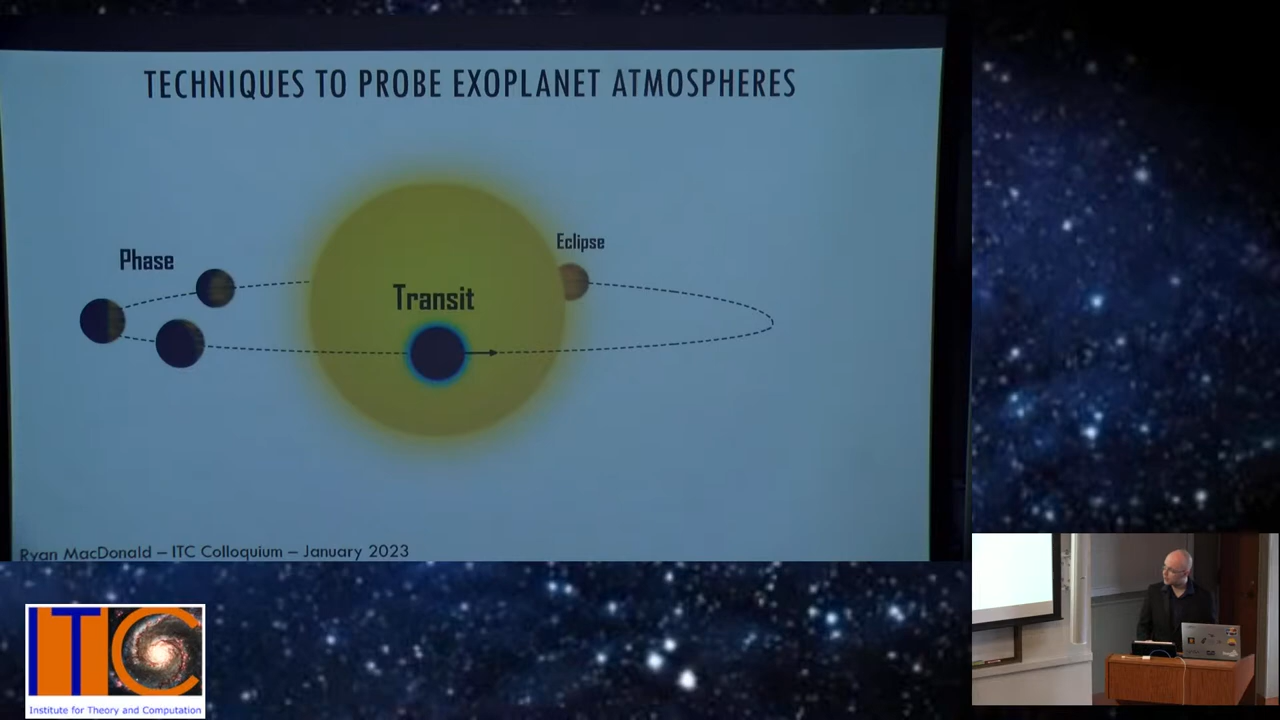 TECHNIQUES TO PROBE EXOPLANET ATMOSPHERES
Eclipse
Phase
Transit
Ryan MacDonald – ITC Colloquium – January 2023
ITC
Institute for Theory and Computation